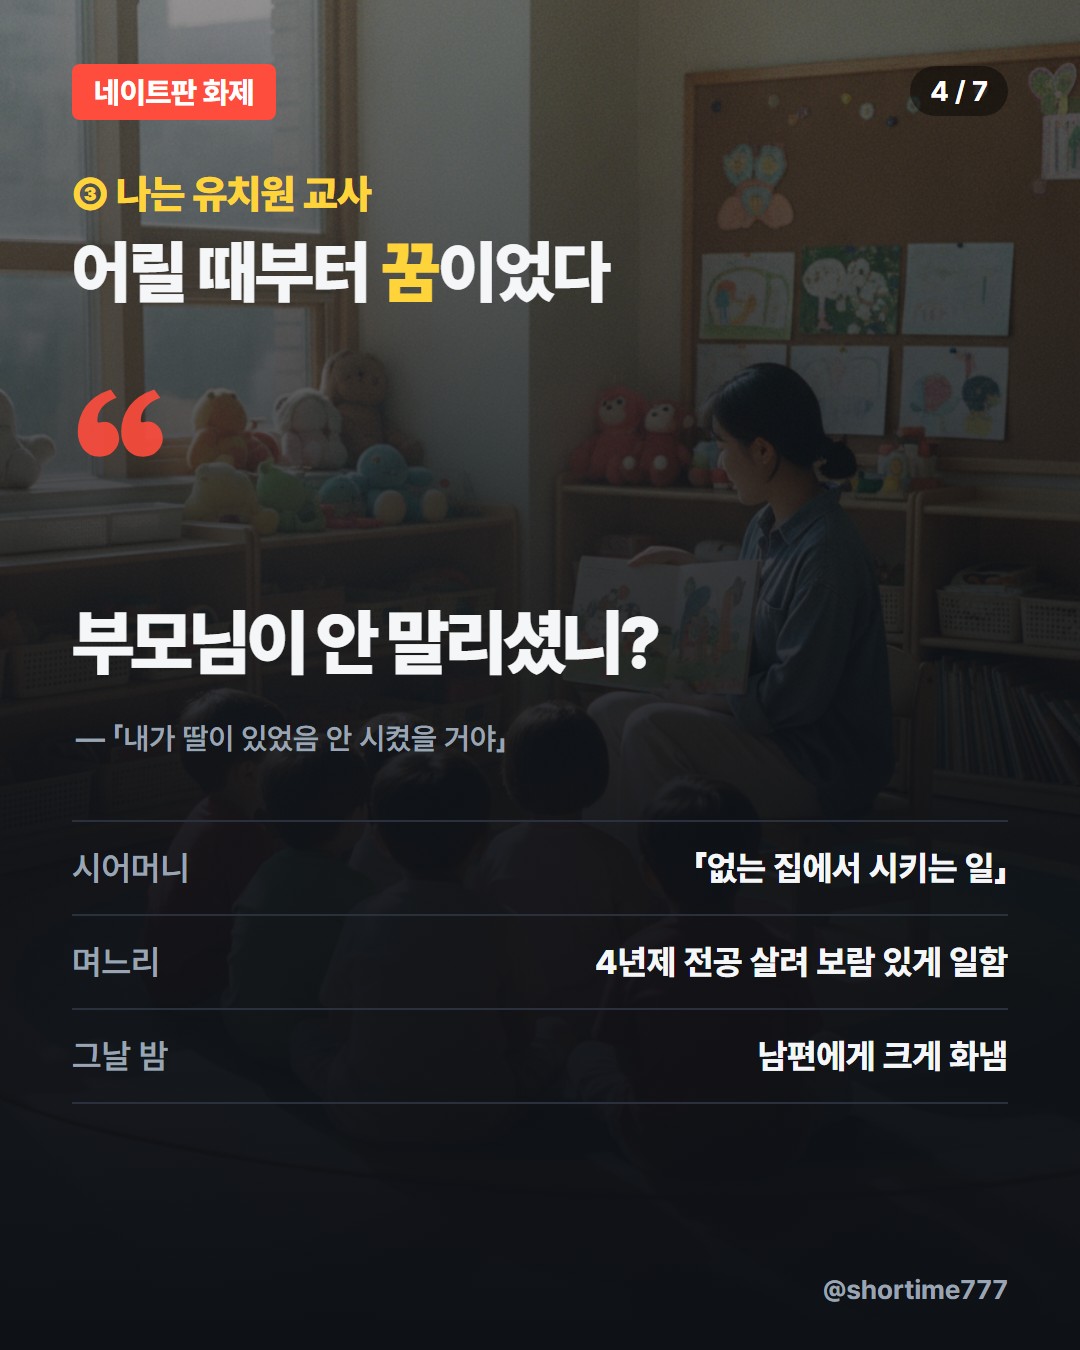 네이트판 화제
4 / 7
③ 나는 유치원 교사
어릴 때부터 꿈이었다
“
부모님이 안 말리셨니?
— 「내가 딸이 있었음 안 시켰을 거야」
시어머니 「없는 집에서 시키는 일」
며느리 4년제 전공 살려 보람 있게 일함
그날 밤 남편에게 크게 화냄
@shortime777